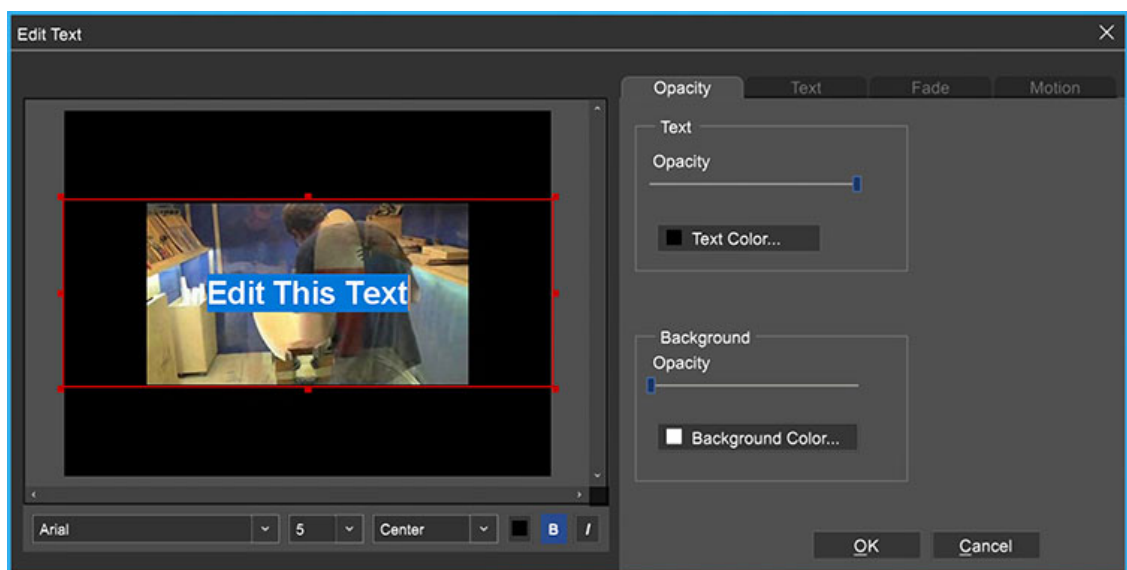 Edit Text
Opacity Text Fade Motion
Text
Opacity
Text Color...
Edit This Text
Background
Opacity
Background Color...
Arial 5 Center B I
OK Cancel